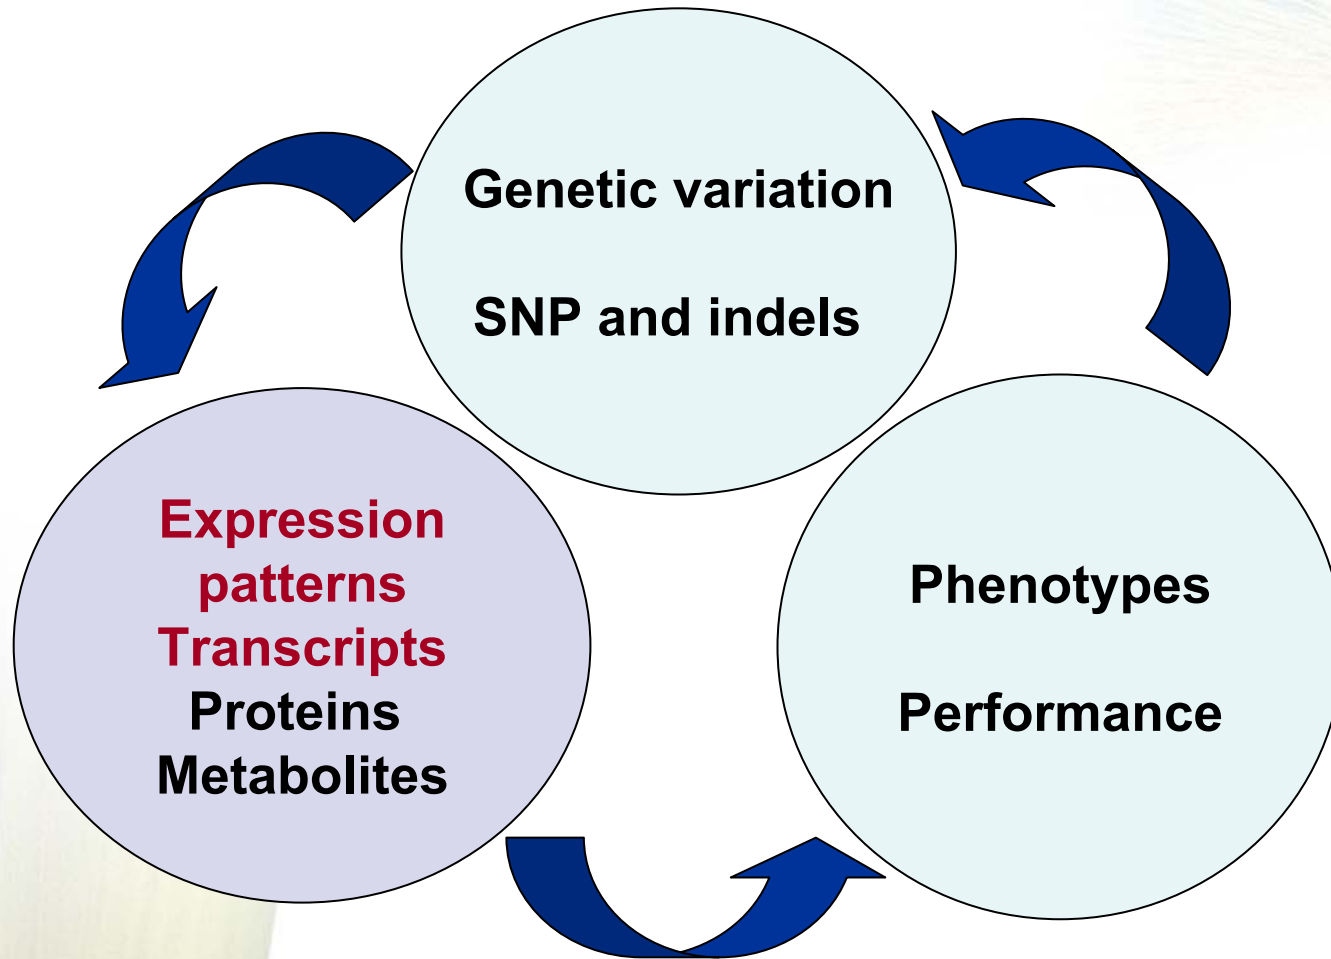 Genetic variation
SNP and indels
Expression
patterns
Transcripts
Proteins
Metabolites
Phenotypes
Performance